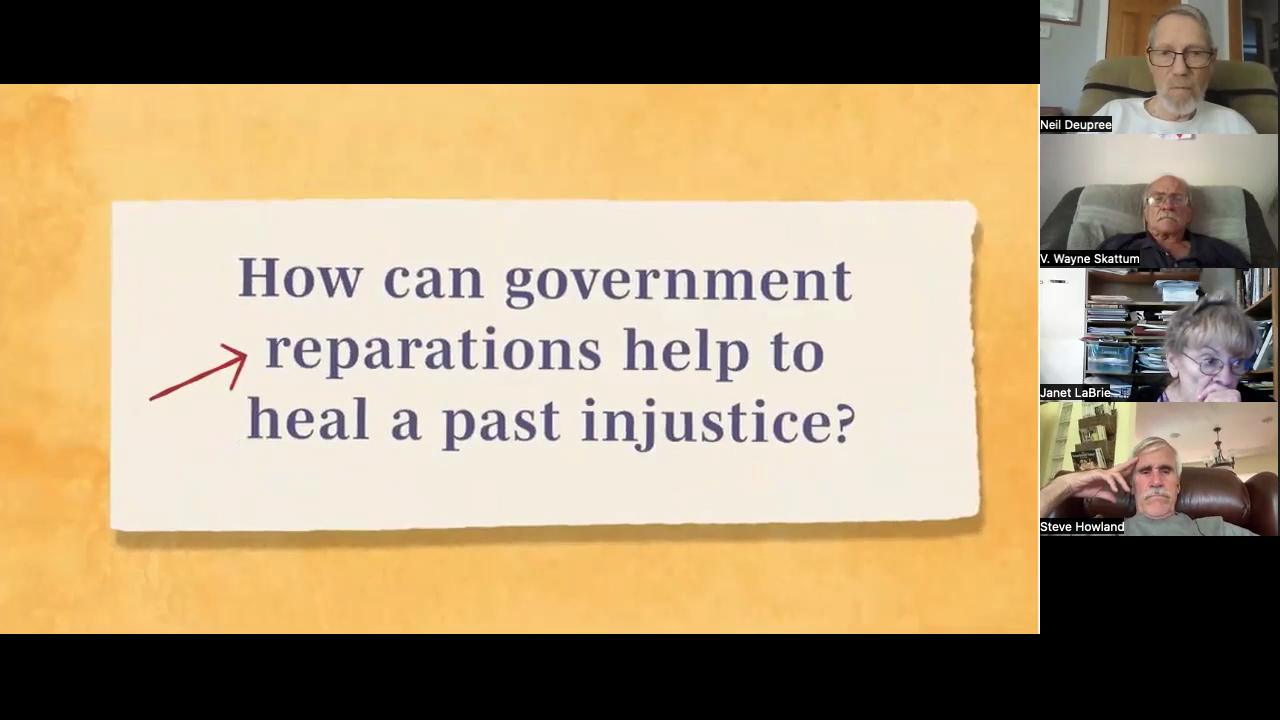 How can government
reparations help to
heal a past injustice?
Neil Deupree
V. Wayne Skattum
Janet LaBrie
Steve Howland